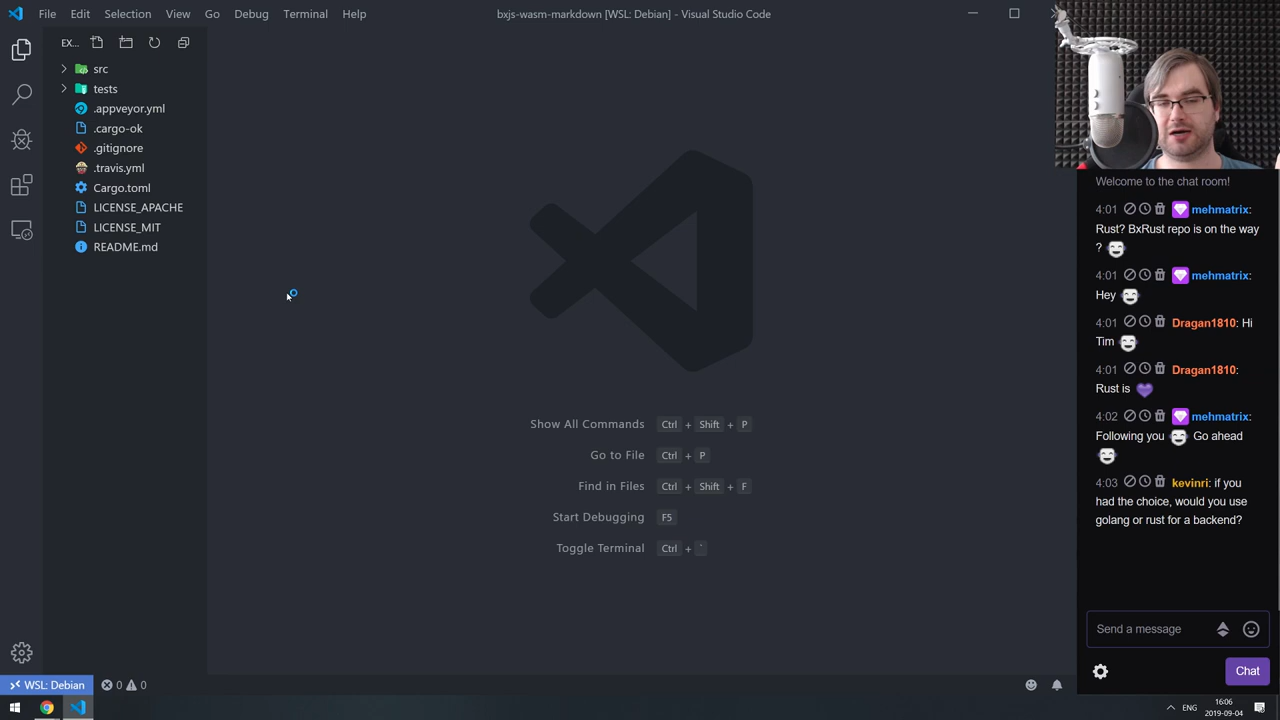 File Edit Selection View Go Debug Terminal Help
bxjs-wasm-markdown [WSL: Debian] - Visual Studio Code
EX...
src
tests
.appveyor.yml
.cargo-ok
.gitignore
.travis.yml
Cargo.toml
LICENSE_APACHE
LICENSE_MIT
README.md
Show All Commands Ctrl + Shift + P
Go to File Ctrl + P
Find in Files Ctrl + Shift + F
Start Debugging F5
Toggle Terminal Ctrl + `
WSL: Debian 0 0
Welcome to the chat room!
4:01 mehmatrix:
Rust? BxRust repo is on the way
?
4:01 mehmatrix:
Hey
4:01 Dragan1810: Hi
Tim
4:01 Dragan1810:
Rust is
4:02 mehmatrix:
Following you Go ahead
4:03 kevinri: if you
had the choice, would you use
golang or rust for a backend?
Send a message
Chat
ENG
16:06
2019-09-04